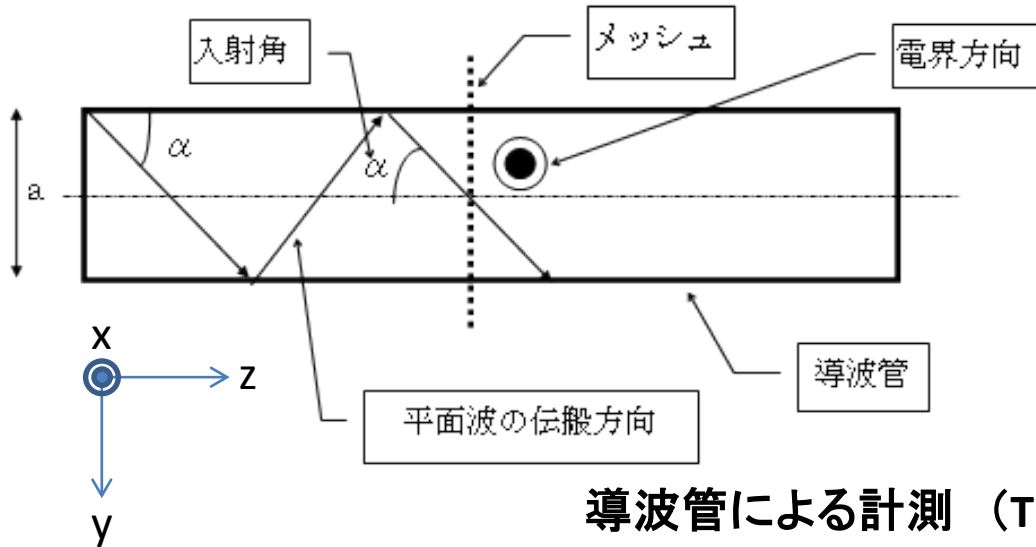 メッシュ
入射角
電界方向
α
α
a
x
z
導波管
平面波の伝搬方向
導波管による計測 (T
y